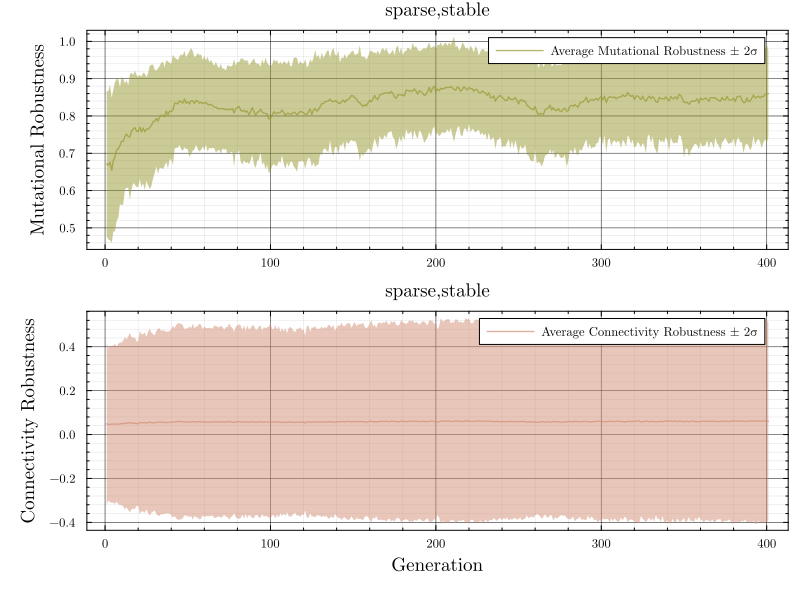 sparse,stable
Average Mutational Robustness ± 2σ
Mutational Robustness
1.0
0.9
0.8
0.7
0.6
0.5
0 100 200 300 400
sparse,stable
Average Connectivity Robustness ± 2σ
Connectivity Robustness
0.4
0.2
0.0
−0.2
−0.4
0 100 200 300 400
Generation